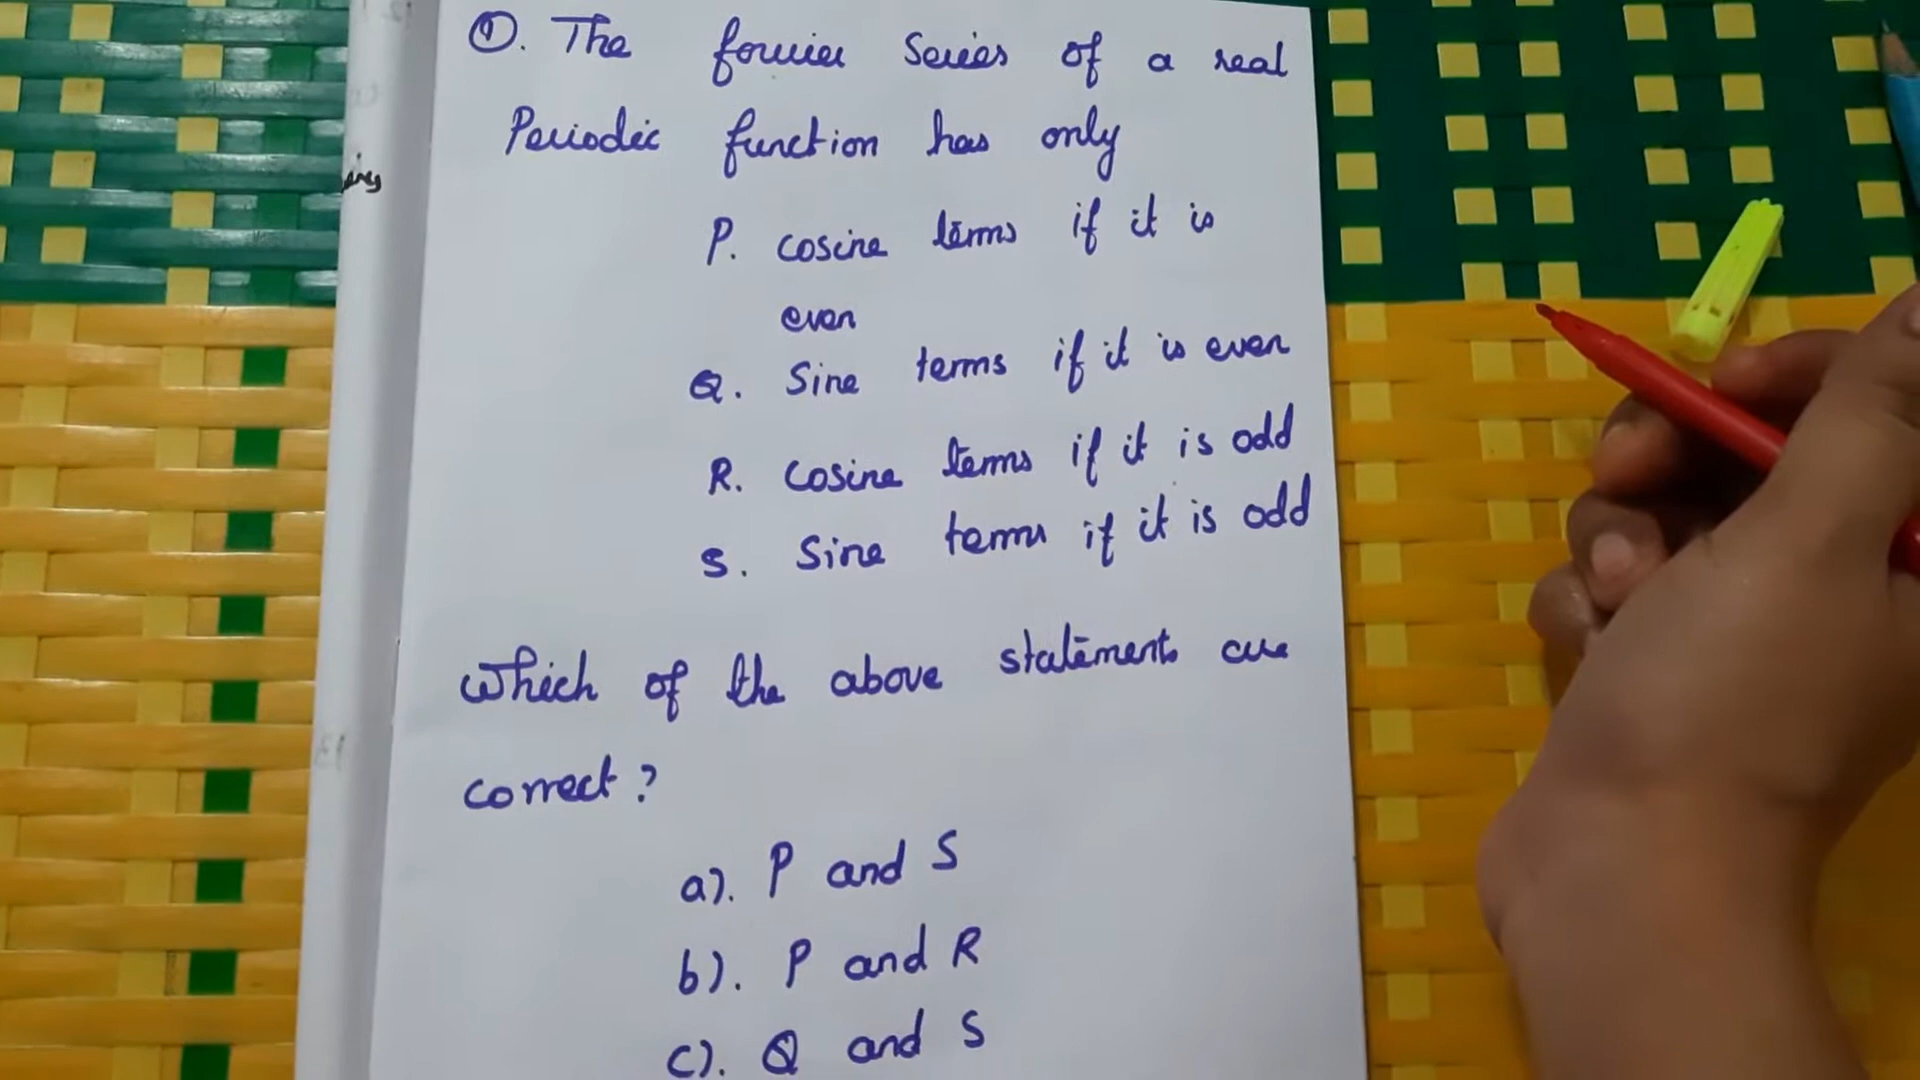 ①. The fourier Series of a real
Periodic function has only
P. cosine terms if it is
even
Q. Sine terms if it is even
R. cosine terms if it is odd
S. Sine terms if it is odd
Which of the above statements are
correct?
a). P and S
b). P and R
c). Q and S